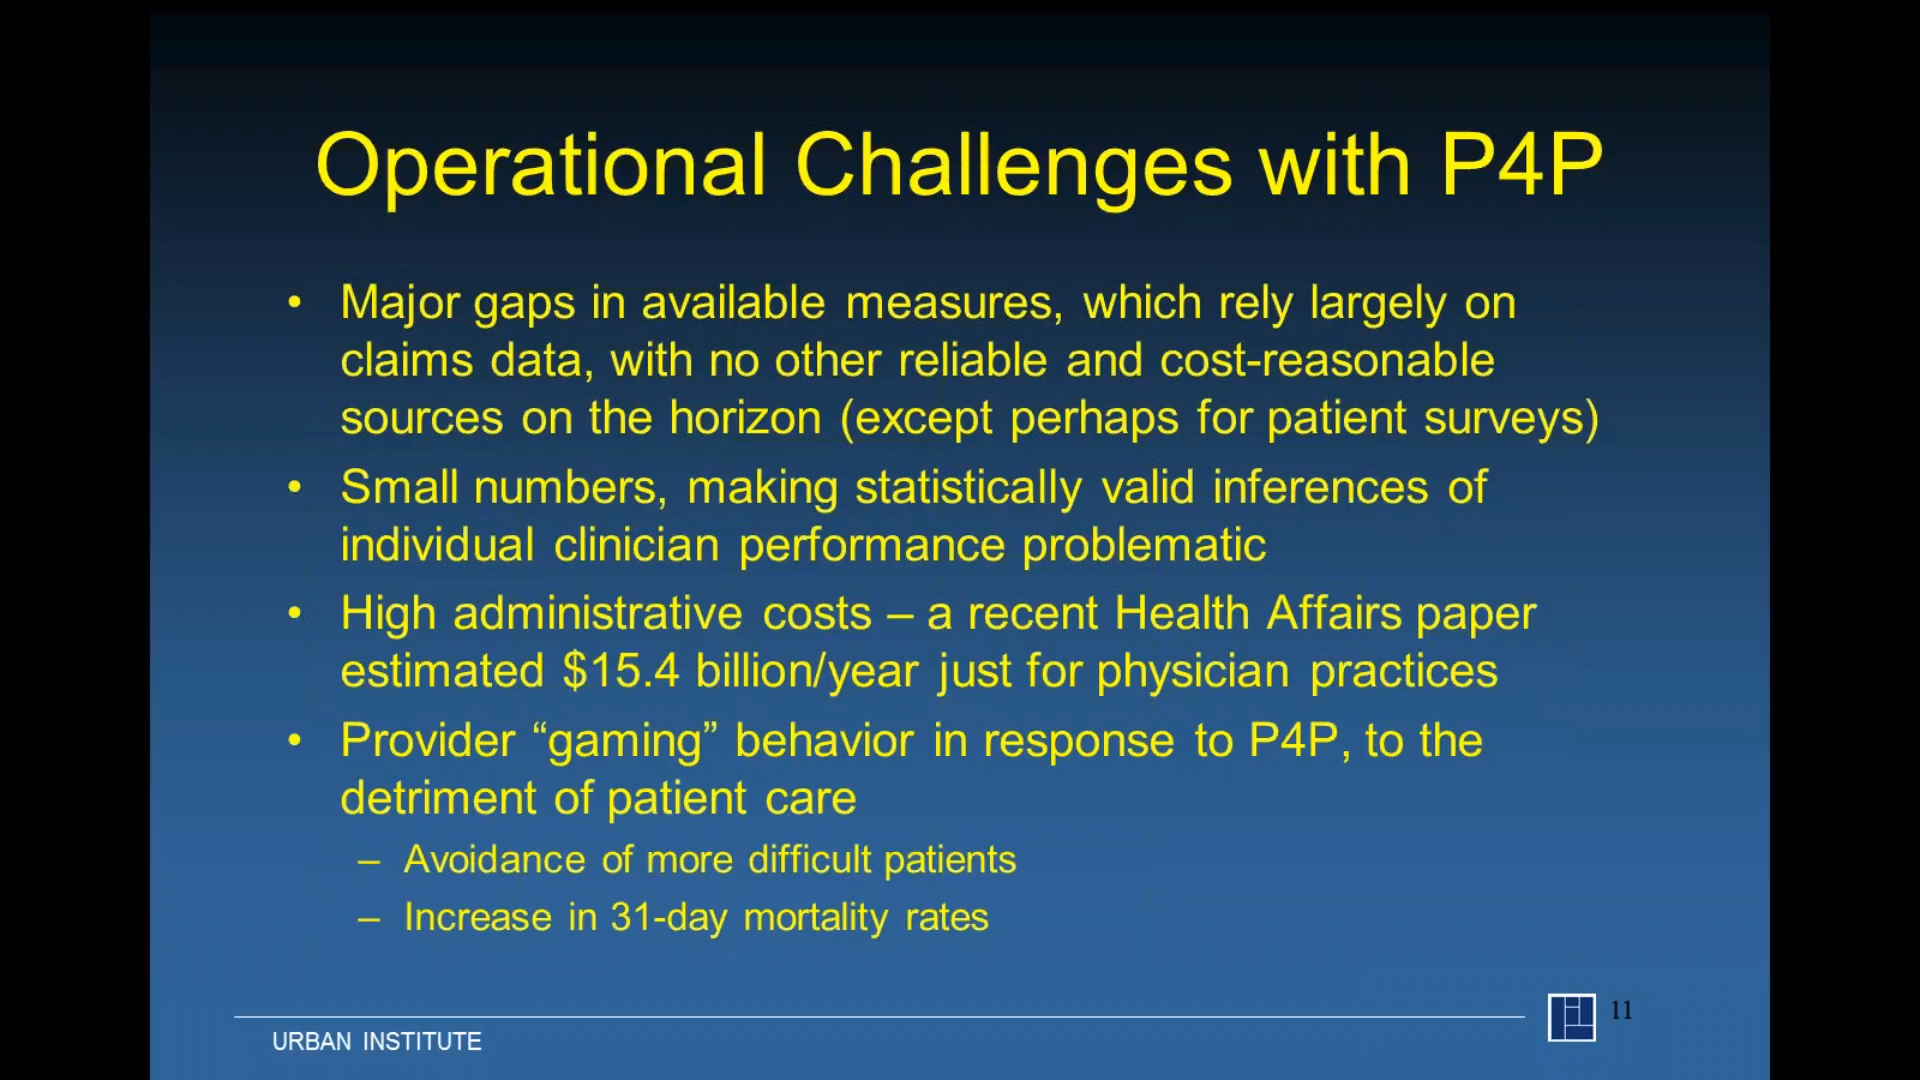 Operational Challenges with P4P
• Major gaps in available measures, which rely largely on
claims data, with no other reliable and cost-reasonable
sources on the horizon (except perhaps for patient surveys)
• Small numbers, making statistically valid inferences of
individual clinician performance problematic
• High administrative costs – a recent Health Affairs paper
estimated $15.4 billion/year just for physician practices
• Provider “gaming” behavior in response to P4P, to the
detriment of patient care
– Avoidance of more difficult patients
– Increase in 31-day mortality rates
11
URBAN INSTITUTE